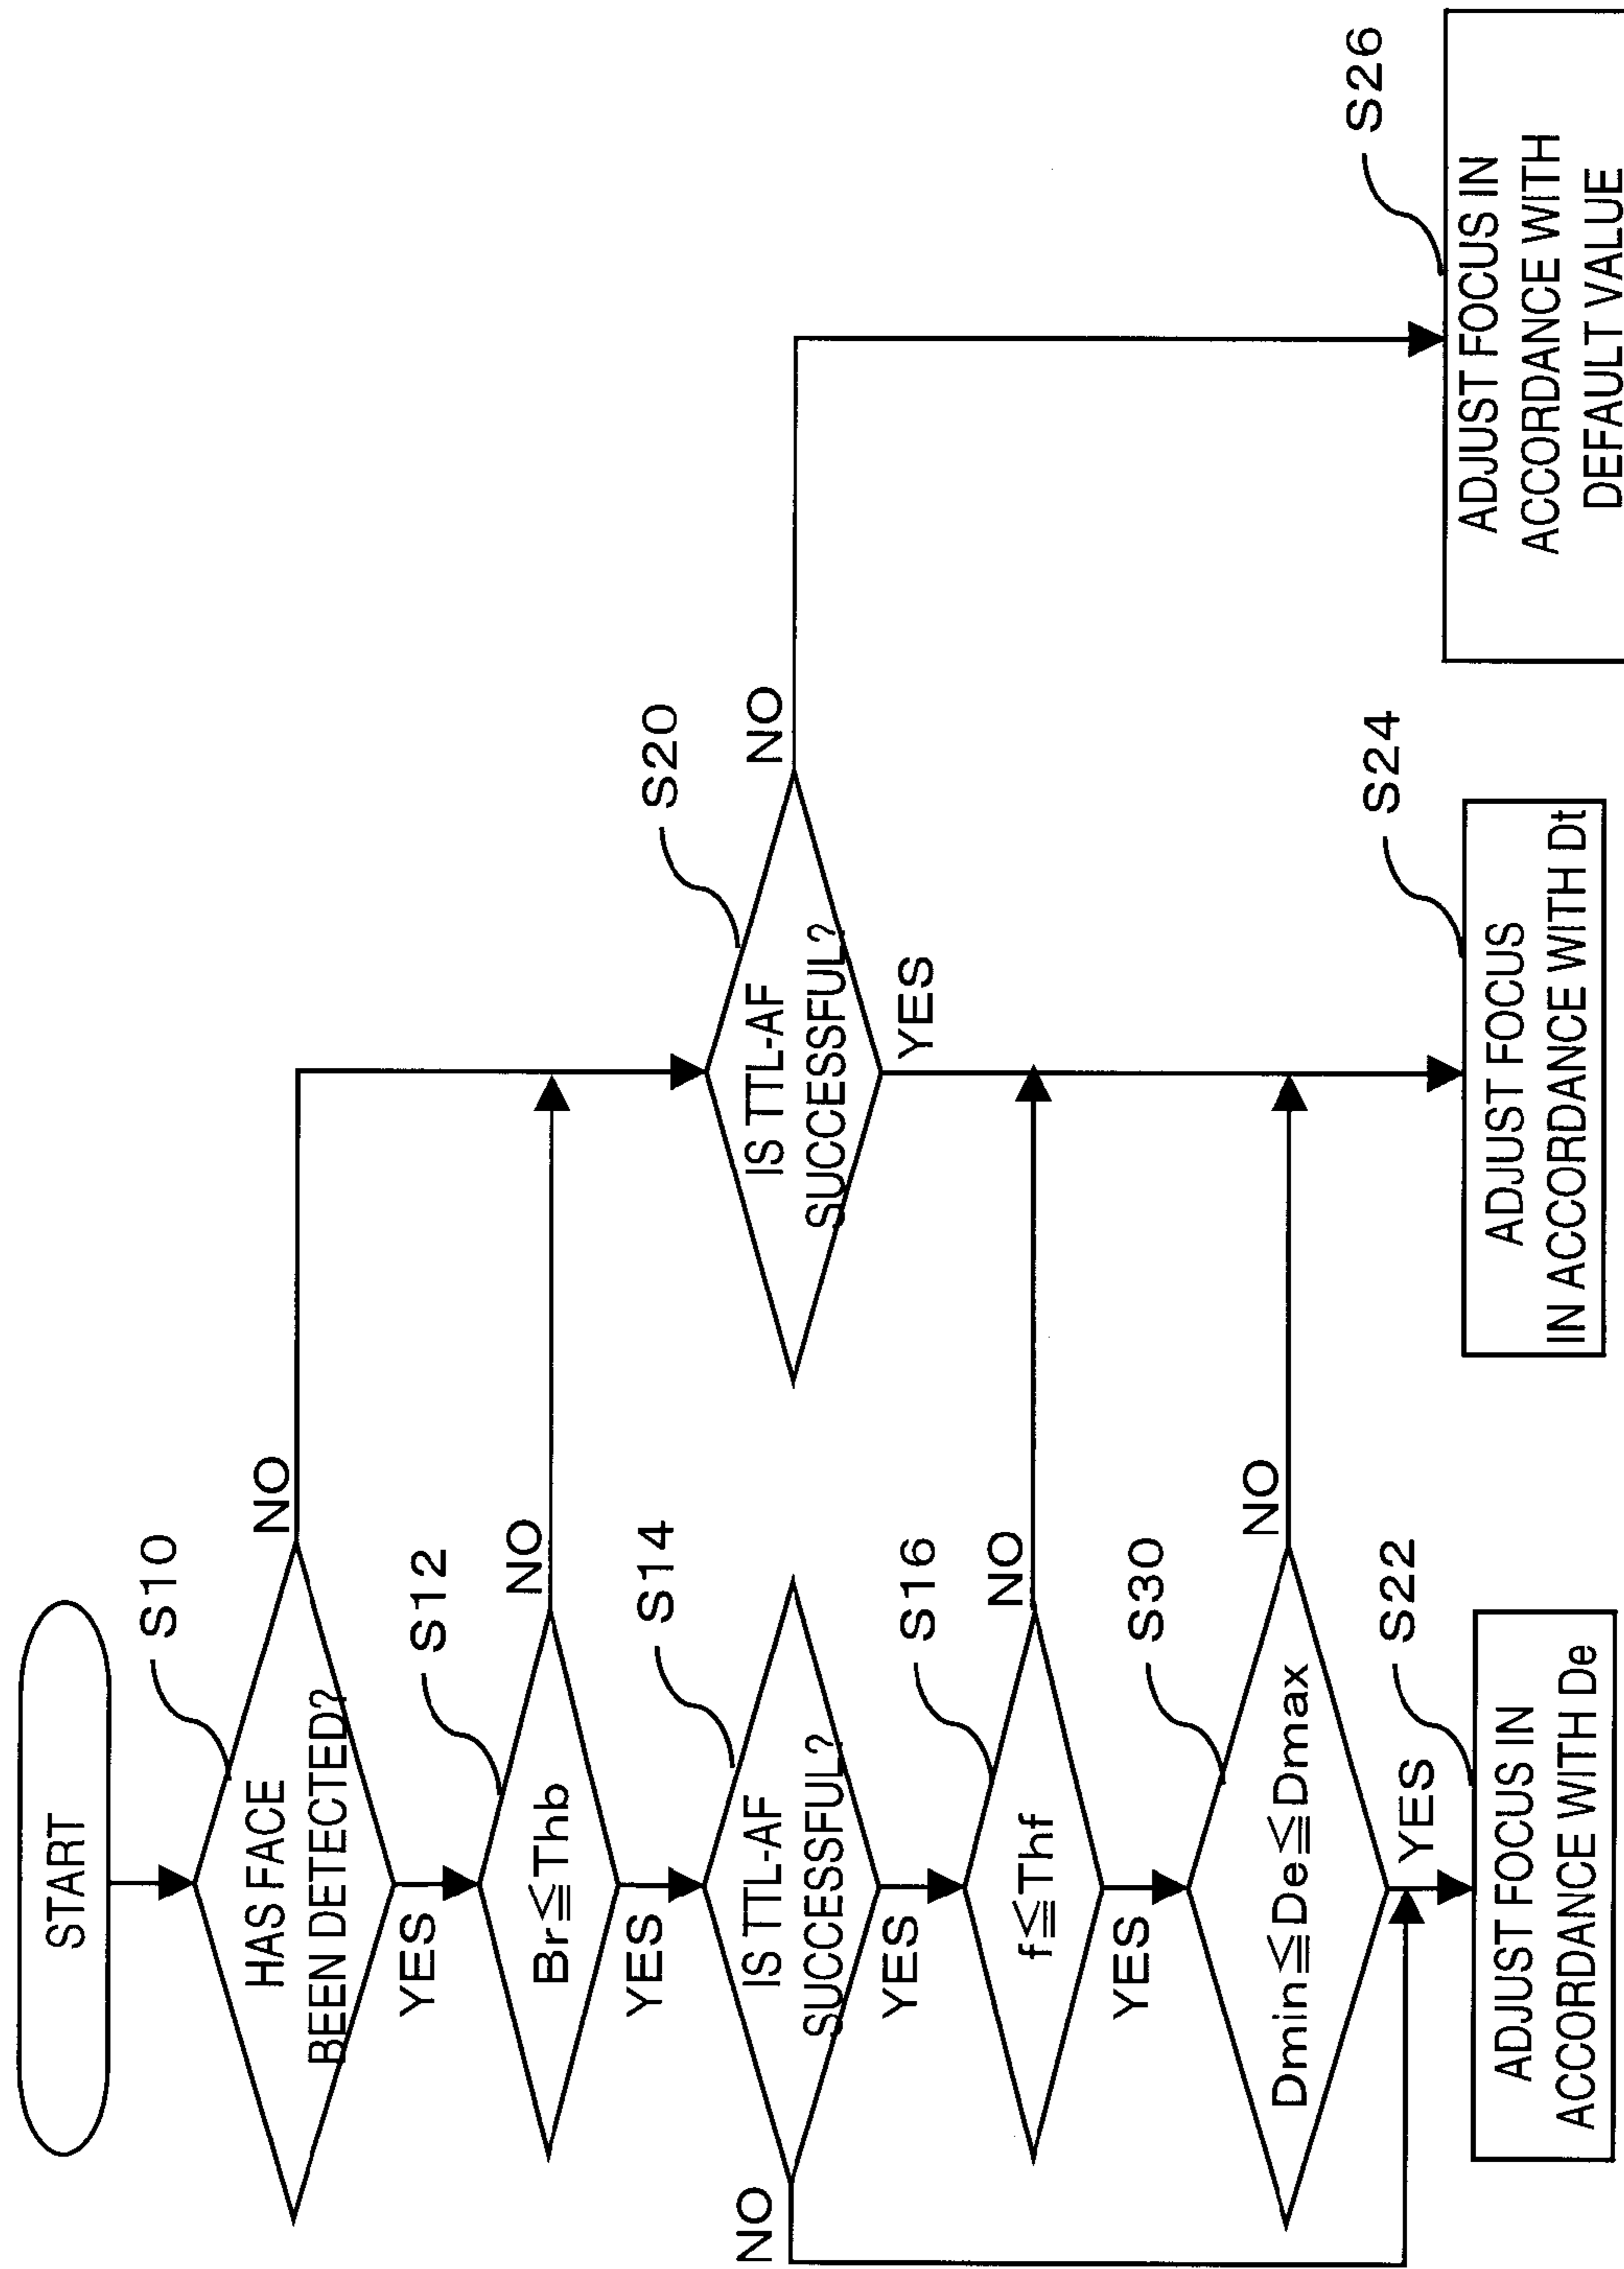 START
S10
HAS FACE
BEEN DETECTED?
NO
YES
S12
Br≦Thb
NO
YES
S14
IS TTL-AF
SUCCESSFUL?
NO
YES
S20
IS TTL-AF
SUCCESSFUL?
NO
YES
S16
f≦Thf
NO
YES
S30
Dmin≦De≦Dmax
NO
YES
S22
ADJUST FOCUS IN
ACCORDANCE WITH De
S24
ADJUST FOCUS
IN ACCORDANCE WITH Dt
S26
ADJUST FOCUS IN
ACCORDANCE WITH
DEFAULT VALUE